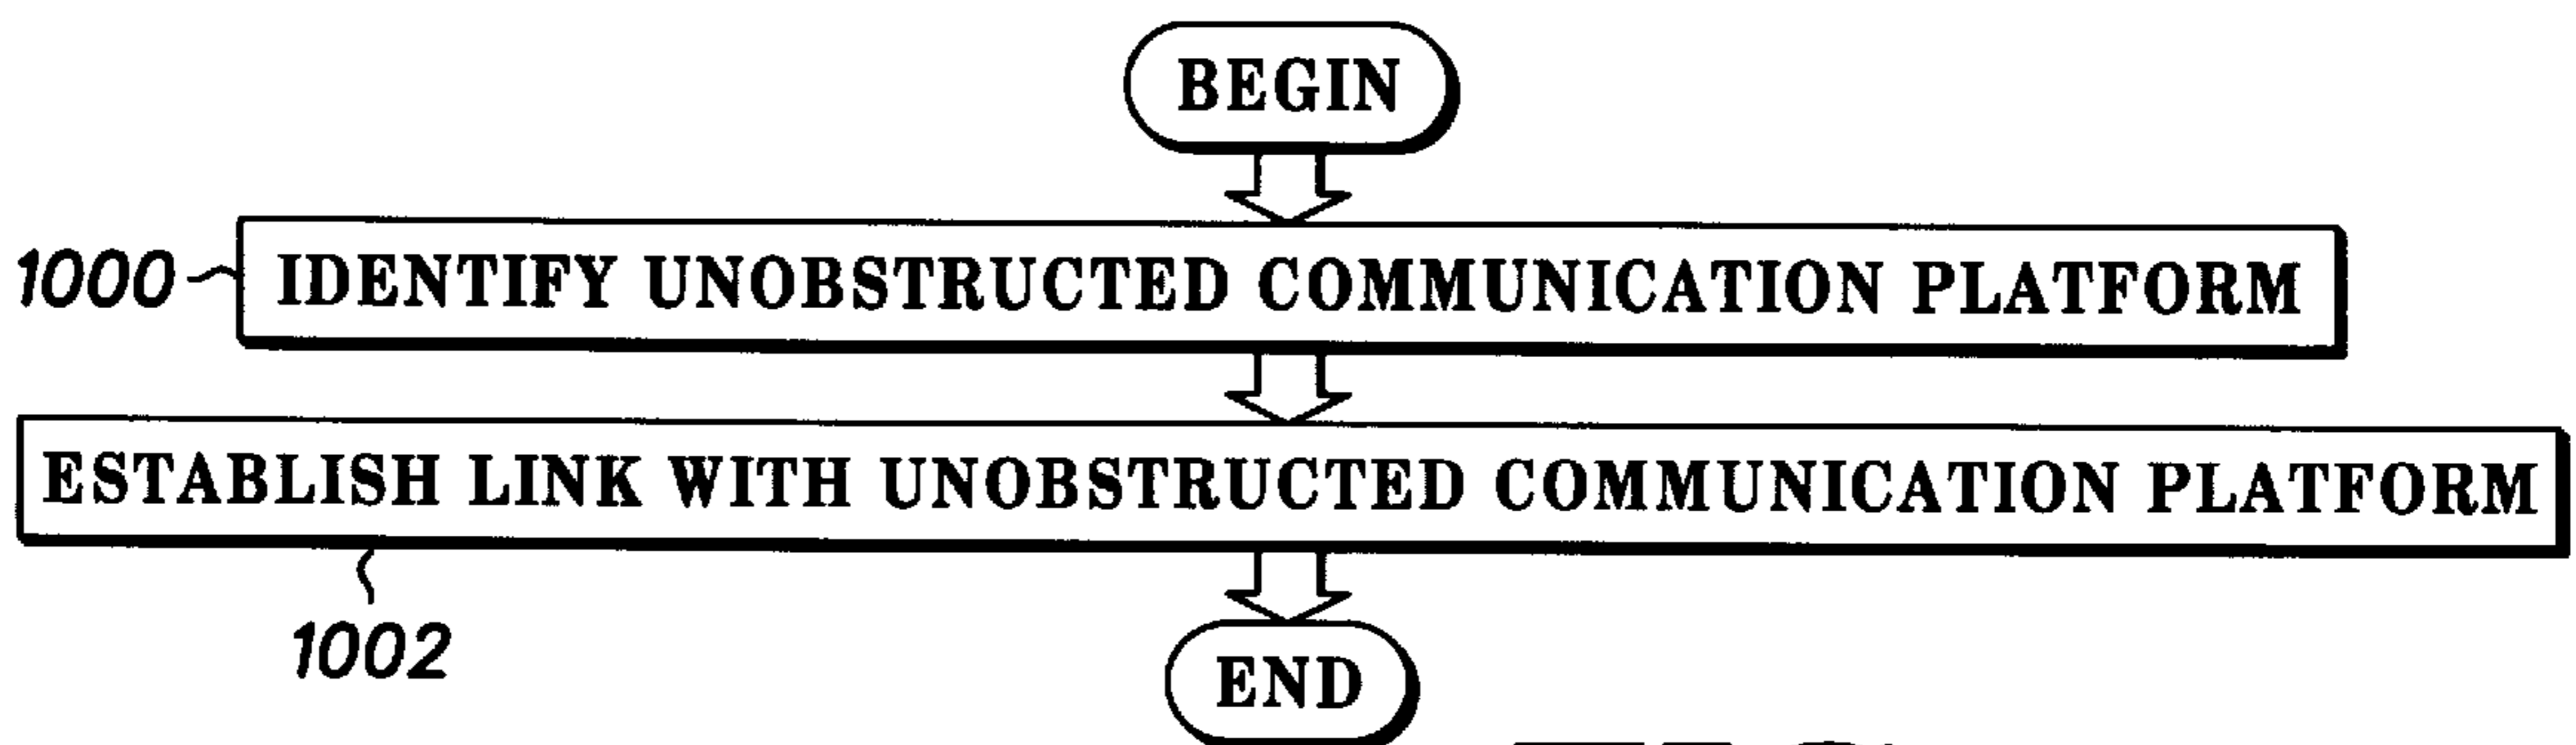 BEGIN
1000 IDENTIFY UNOBSTRUCTED COMMUNICATION PLATFORM
ESTABLISH LINK WITH UNOBSTRUCTED COMMUNICATION PLATFORM
1002
END